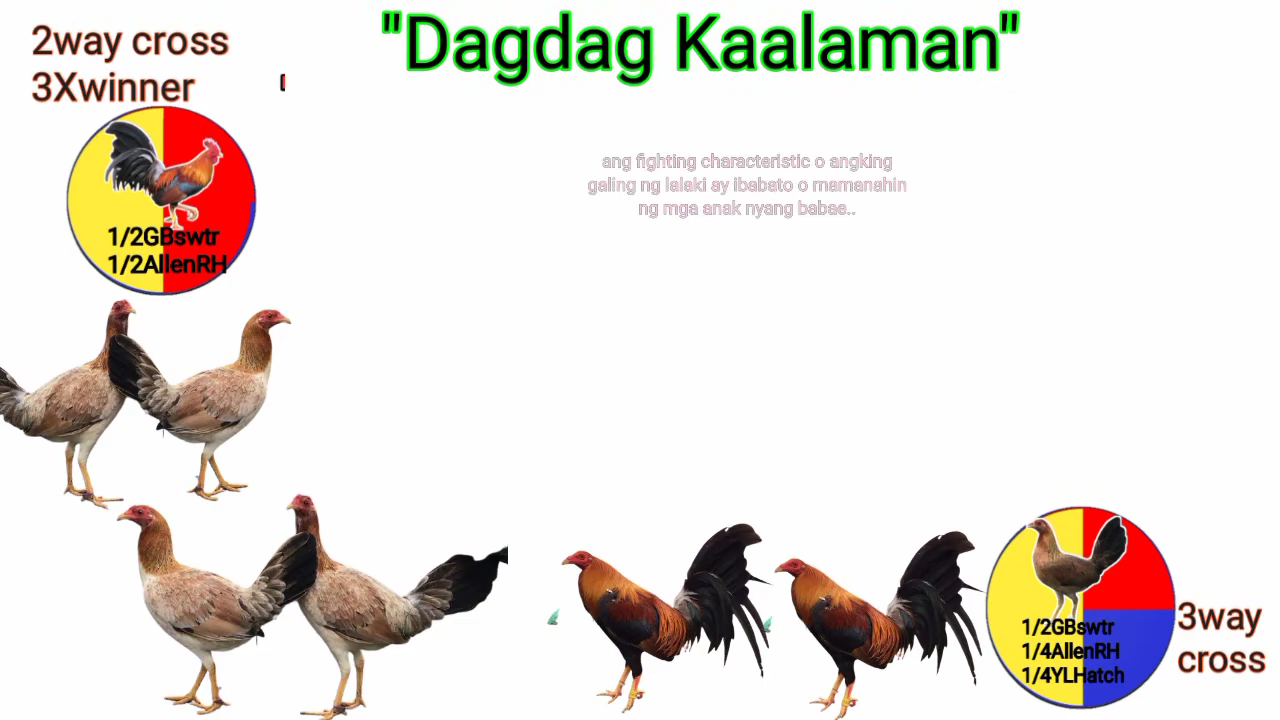 "Dagdag Kaalaman"
2way cross
3Xwinner
1/2GBswtr
1/2AllenRH
ang fighting characteristic o angking
galing ng lalaki ay ibabato o mamanahin
ng mga anak nyang babae..
1/2GBswtr
1/4AllenRH
1/4YLHatch
3way
cross